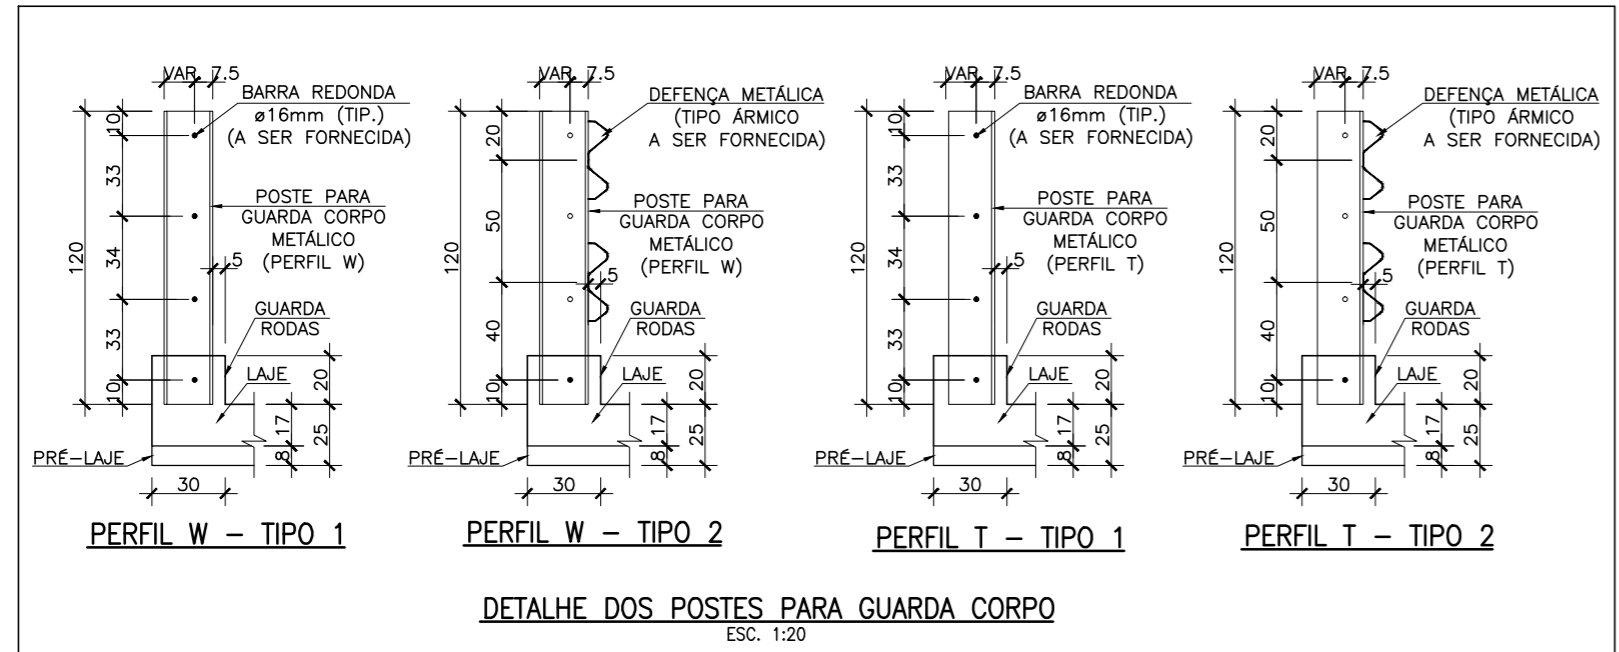 VAR 7.5
BARRA REDONDA
ø16mm (TIP.)
(A SER FORNECIDA)
10
33
34
33
10
120
POSTE PARA
GUARDA CORPO
METÁLICO
(PERFIL W)
5
GUARDA
RODAS
LAJE
20
17
25
8
PRÉ-LAJE
30
PERFIL W - TIPO 1
VAR 7.5
DEFENÇA METÁLICA
(TIPO ÁRMICO
A SER FORNECIDA)
20
50
40
10
120
POSTE PARA
GUARDA CORPO
METÁLICO
(PERFIL W)
5
GUARDA
RODAS
LAJE
20
17
25
8
PRÉ-LAJE
30
PERFIL W - TIPO 2
VAR 7.5
BARRA REDONDA
ø16mm (TIP.)
(A SER FORNECIDA)
10
33
34
33
10
120
POSTE PARA
GUARDA CORPO
METÁLICO
(PERFIL T)
5
GUARDA
RODAS
LAJE
20
17
25
8
PRÉ-LAJE
30
PERFIL T - TIPO 1
VAR 7.5
DEFENÇA METÁLICA
(TIPO ÁRMICO
A SER FORNECIDA)
20
50
40
10
120
POSTE PARA
GUARDA CORPO
METÁLICO
(PERFIL T)
5
GUARDA
RODAS
LAJE
20
17
25
8
PRÉ-LAJE
30
PERFIL T - TIPO 2
DETALHE DOS POSTES PARA GUARDA CORPO
ESC. 1:20